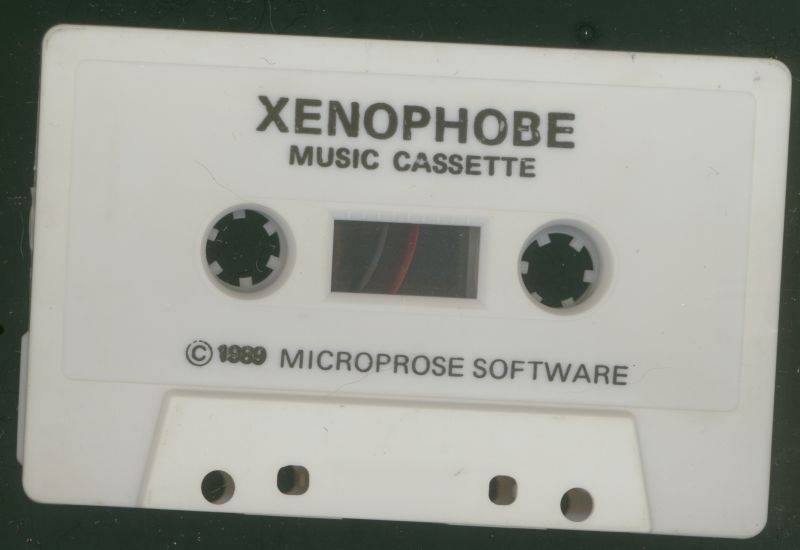 XENOPHOBE
MUSIC CASSETTE
© 1989 MICROPROSE SOFTWARE